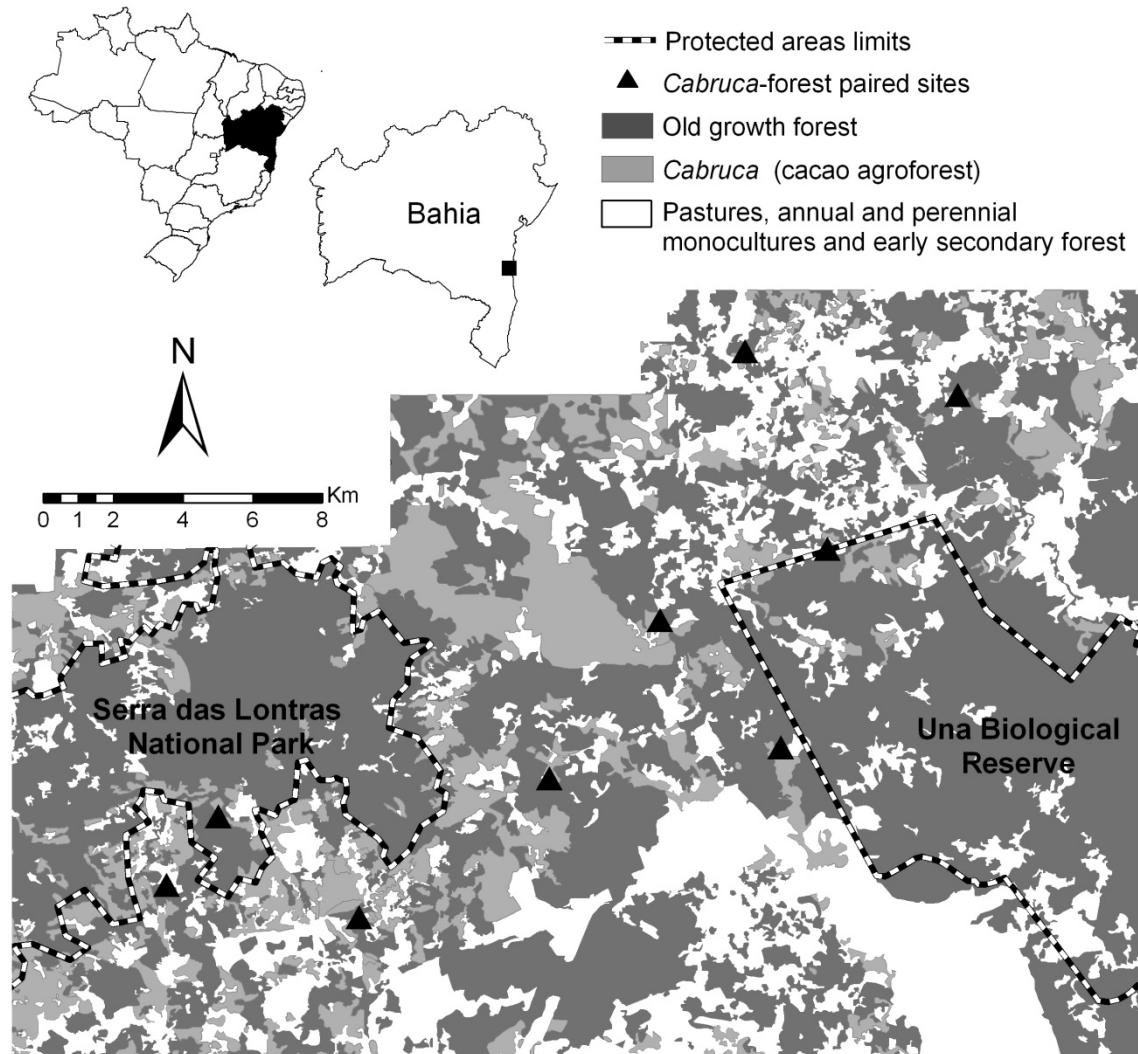 Protected areas limits
Cabruca-forest paired sites
Old growth forest
Cabruca (cacao agroforest)
Pastures, annual and perennial
monocultures and early secondary forest
Bahia
N
Km
0 1 2 4 6 8
Serra das Lontras
National Park
Una Biological
Reserve